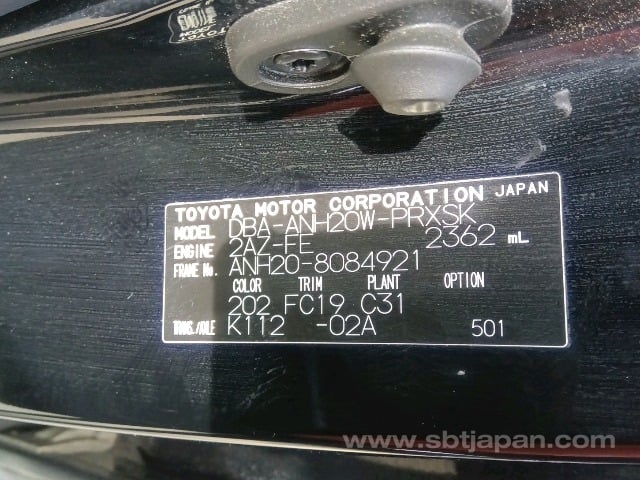 TOYOTA MOTOR CORPORATION JAPAN
MODEL DBA-ANH20W-PRXSK
ENGINE 2AZ-FE 2362 mL
FRAME No. ANH20-8084921
COLOR TRIM PLANT OPTION
202 FC19 C31
TRANS./AXLE K112 -02A 501
www.sbtjapan.com